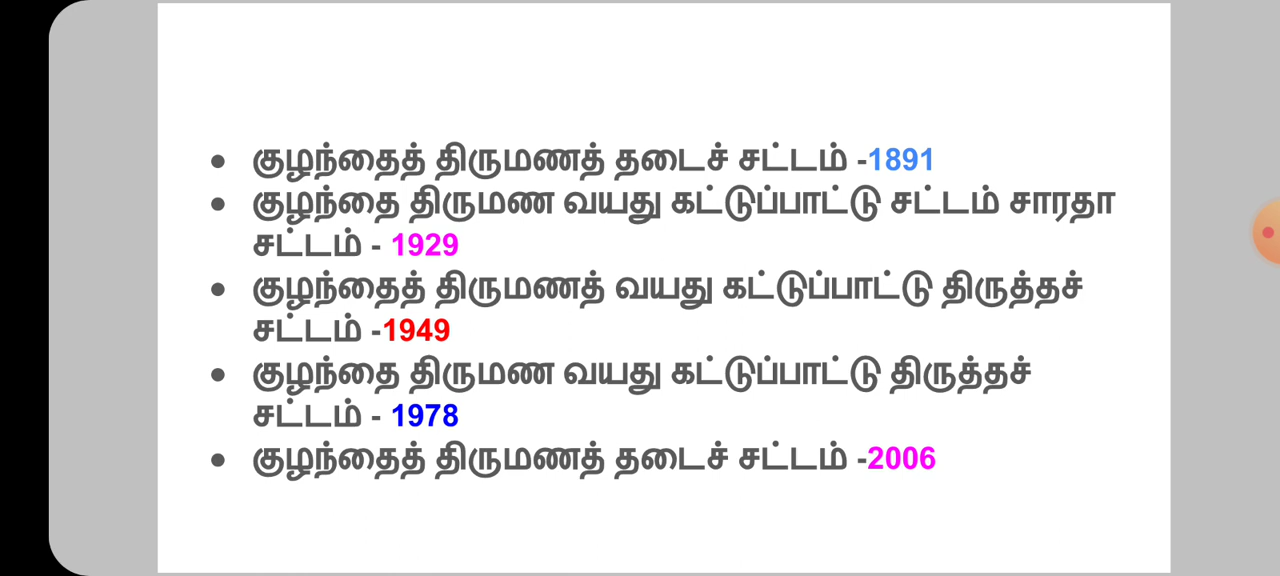 ● குழந்தைத் திருமணத் தடைச் சட்டம் -1891
● குழந்தை திருமண வயது கட்டுப்பாட்டு சட்டம் சாரதா
சட்டம் - 1929
● குழந்தைத் திருமணத் வயது கட்டுப்பாட்டு திருத்தச்
சட்டம் -1949
● குழந்தை திருமண வயது கட்டுப்பாட்டு திருத்தச்
சட்டம் - 1978
● குழந்தைத் திருமணத் தடைச் சட்டம் -2006